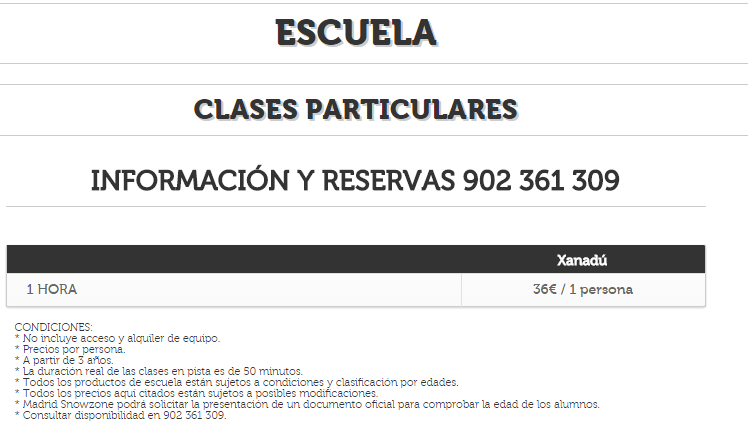 ESCUELA
CLASES PARTICULARES
INFORMACIÓN Y RESERVAS 902 361 309
Xanadú
1 HORA 36€ / 1 persona
CONDICIONES:
* No incluye acceso y alquiler de equipo.
* Precios por persona.
* A partir de 3 años.
* La duración real de las clases en pista es de 50 minutos.
* Todos los productos de escuela están sujetos a condiciones y clasificación por edades.
* Todos los precios aquí citados están sujetos a posibles modificaciones.
* Madrid Snowzone podrá solicitar la presentación de un documento oficial para comprobar la edad de los alumnos.
* Consultar disponibilidad en 902 361 309.